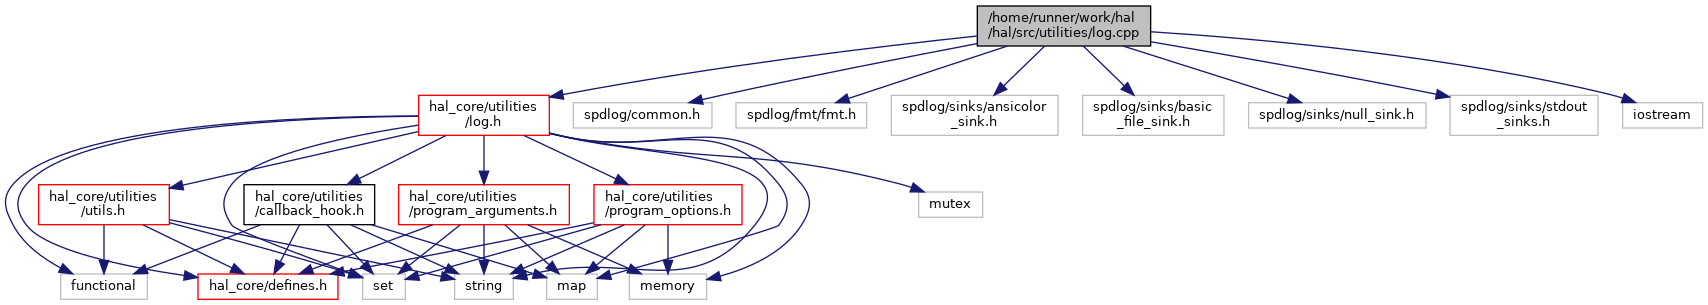 /home/runner/work/hal
/hal/src/utilities/log.cpp
hal_core/utilities
/log.h
spdlog/common.h
spdlog/fmt/fmt.h
spdlog/sinks/ansicolor
_sink.h
spdlog/sinks/basic
_file_sink.h
spdlog/sinks/null_sink.h
spdlog/sinks/stdout
_sinks.h
iostream
hal_core/utilities
/utils.h
hal_core/utilities
/callback_hook.h
hal_core/utilities
/program_arguments.h
hal_core/utilities
/program_options.h
mutex
functional
hal_core/defines.h
set
string
map
memory